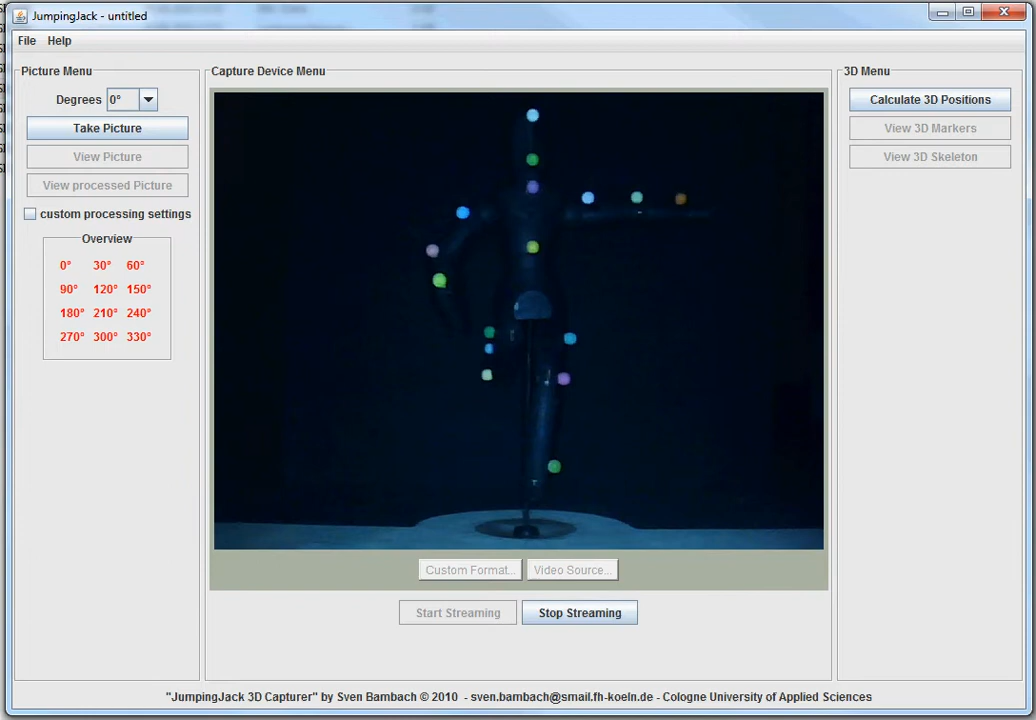 JumpingJack - untitled
File Help
Picture Menu
Degrees 0°
Take Picture
View Picture
View processed Picture
custom processing settings
Overview
0° 30° 60°
90° 120° 150°
180° 210° 240°
270° 300° 330°
Capture Device Menu
Custom Format... Video Source...
Start Streaming Stop Streaming
3D Menu
Calculate 3D Positions
View 3D Markers
View 3D Skeleton
"JumpingJack 3D Capturer" by Sven Bambach © 2010 - sven.bambach@smail.fh-koeln.de - Cologne University of Applied Sciences